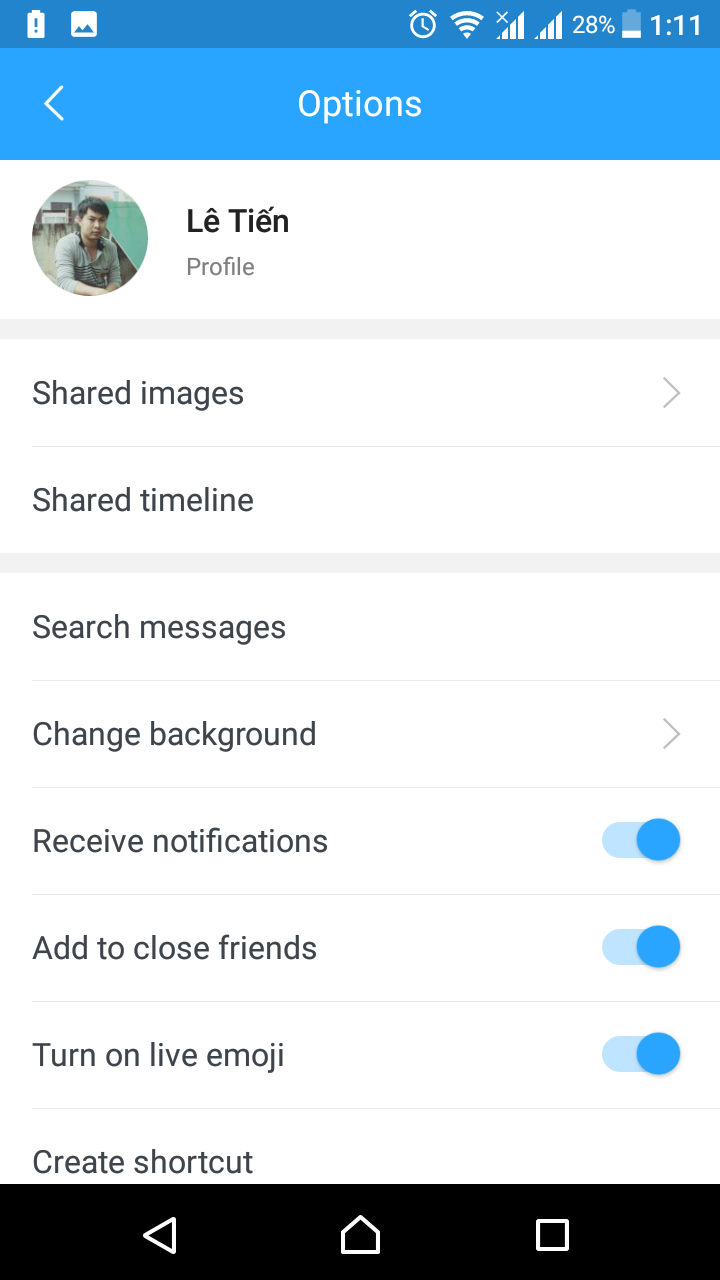 28% 1:11
Options
Lê Tiến
Profile
Shared images
Shared timeline
Search messages
Change background
Receive notifications
Add to close friends
Turn on live emoji
Create shortcut